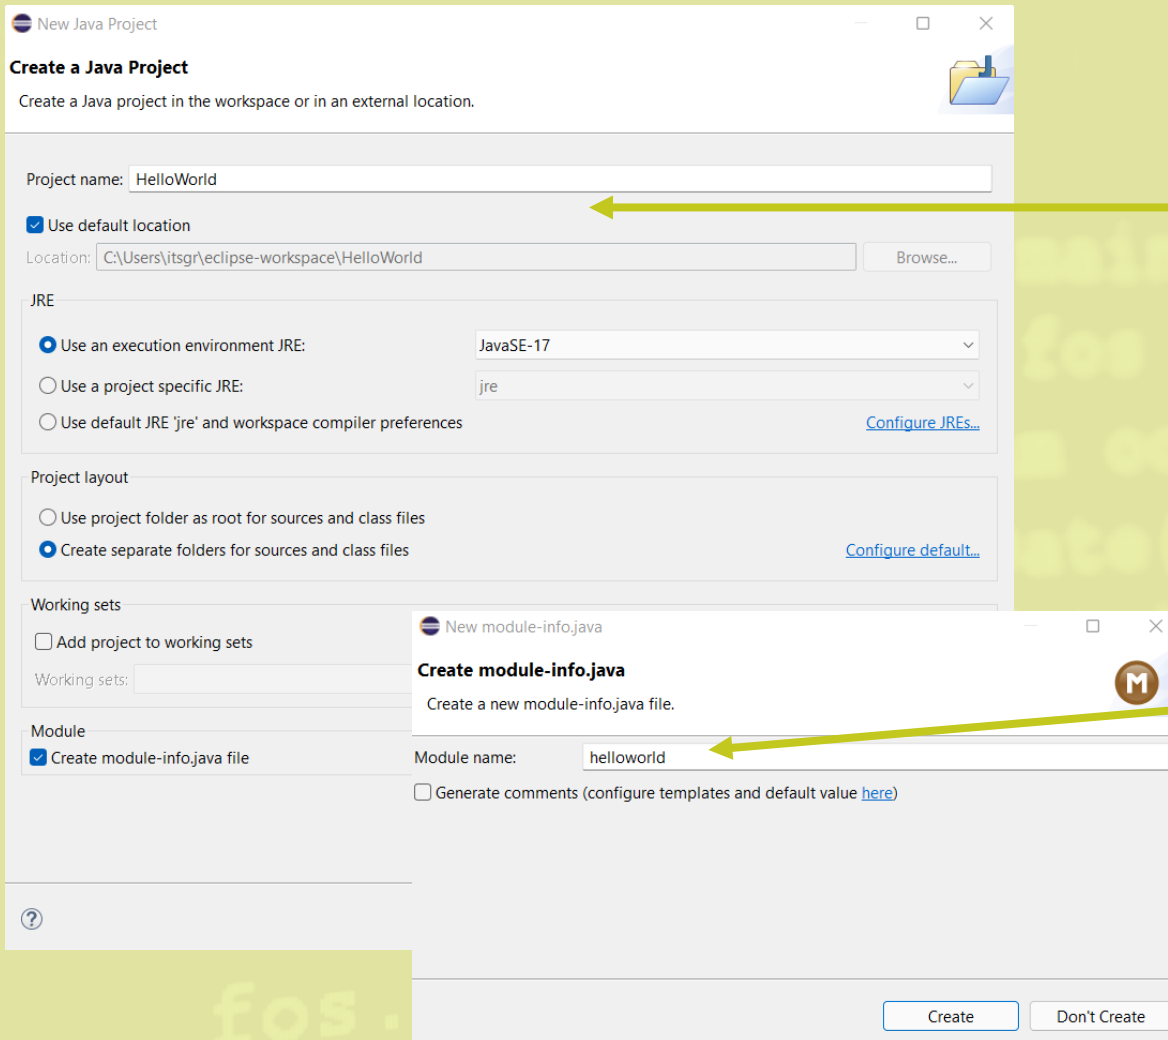 New Java Project
Create a Java Project
Create a Java project in the workspace or in an external location.
Project name: HelloWorld
Use default location
Location: C:\Users\itsgr\eclipse-workspace\HelloWorld Browse...
JRE
Use an execution environment JRE: JavaSE-17
Use a project specific JRE: jre
Use default JRE 'jre' and workspace compiler preferences Configure JREs...
Project layout
Use project folder as root for sources and class files
Create separate folders for sources and class files Configure default...
Working sets
Add project to working sets
Working sets:
Module
Create module-info.java file
New module-info.java
Create module-info.java
Create a new module-info.java file.
M
Module name: helloworld
Generate comments (configure templates and default value here)
?
Create Don't Create
fos
fos.